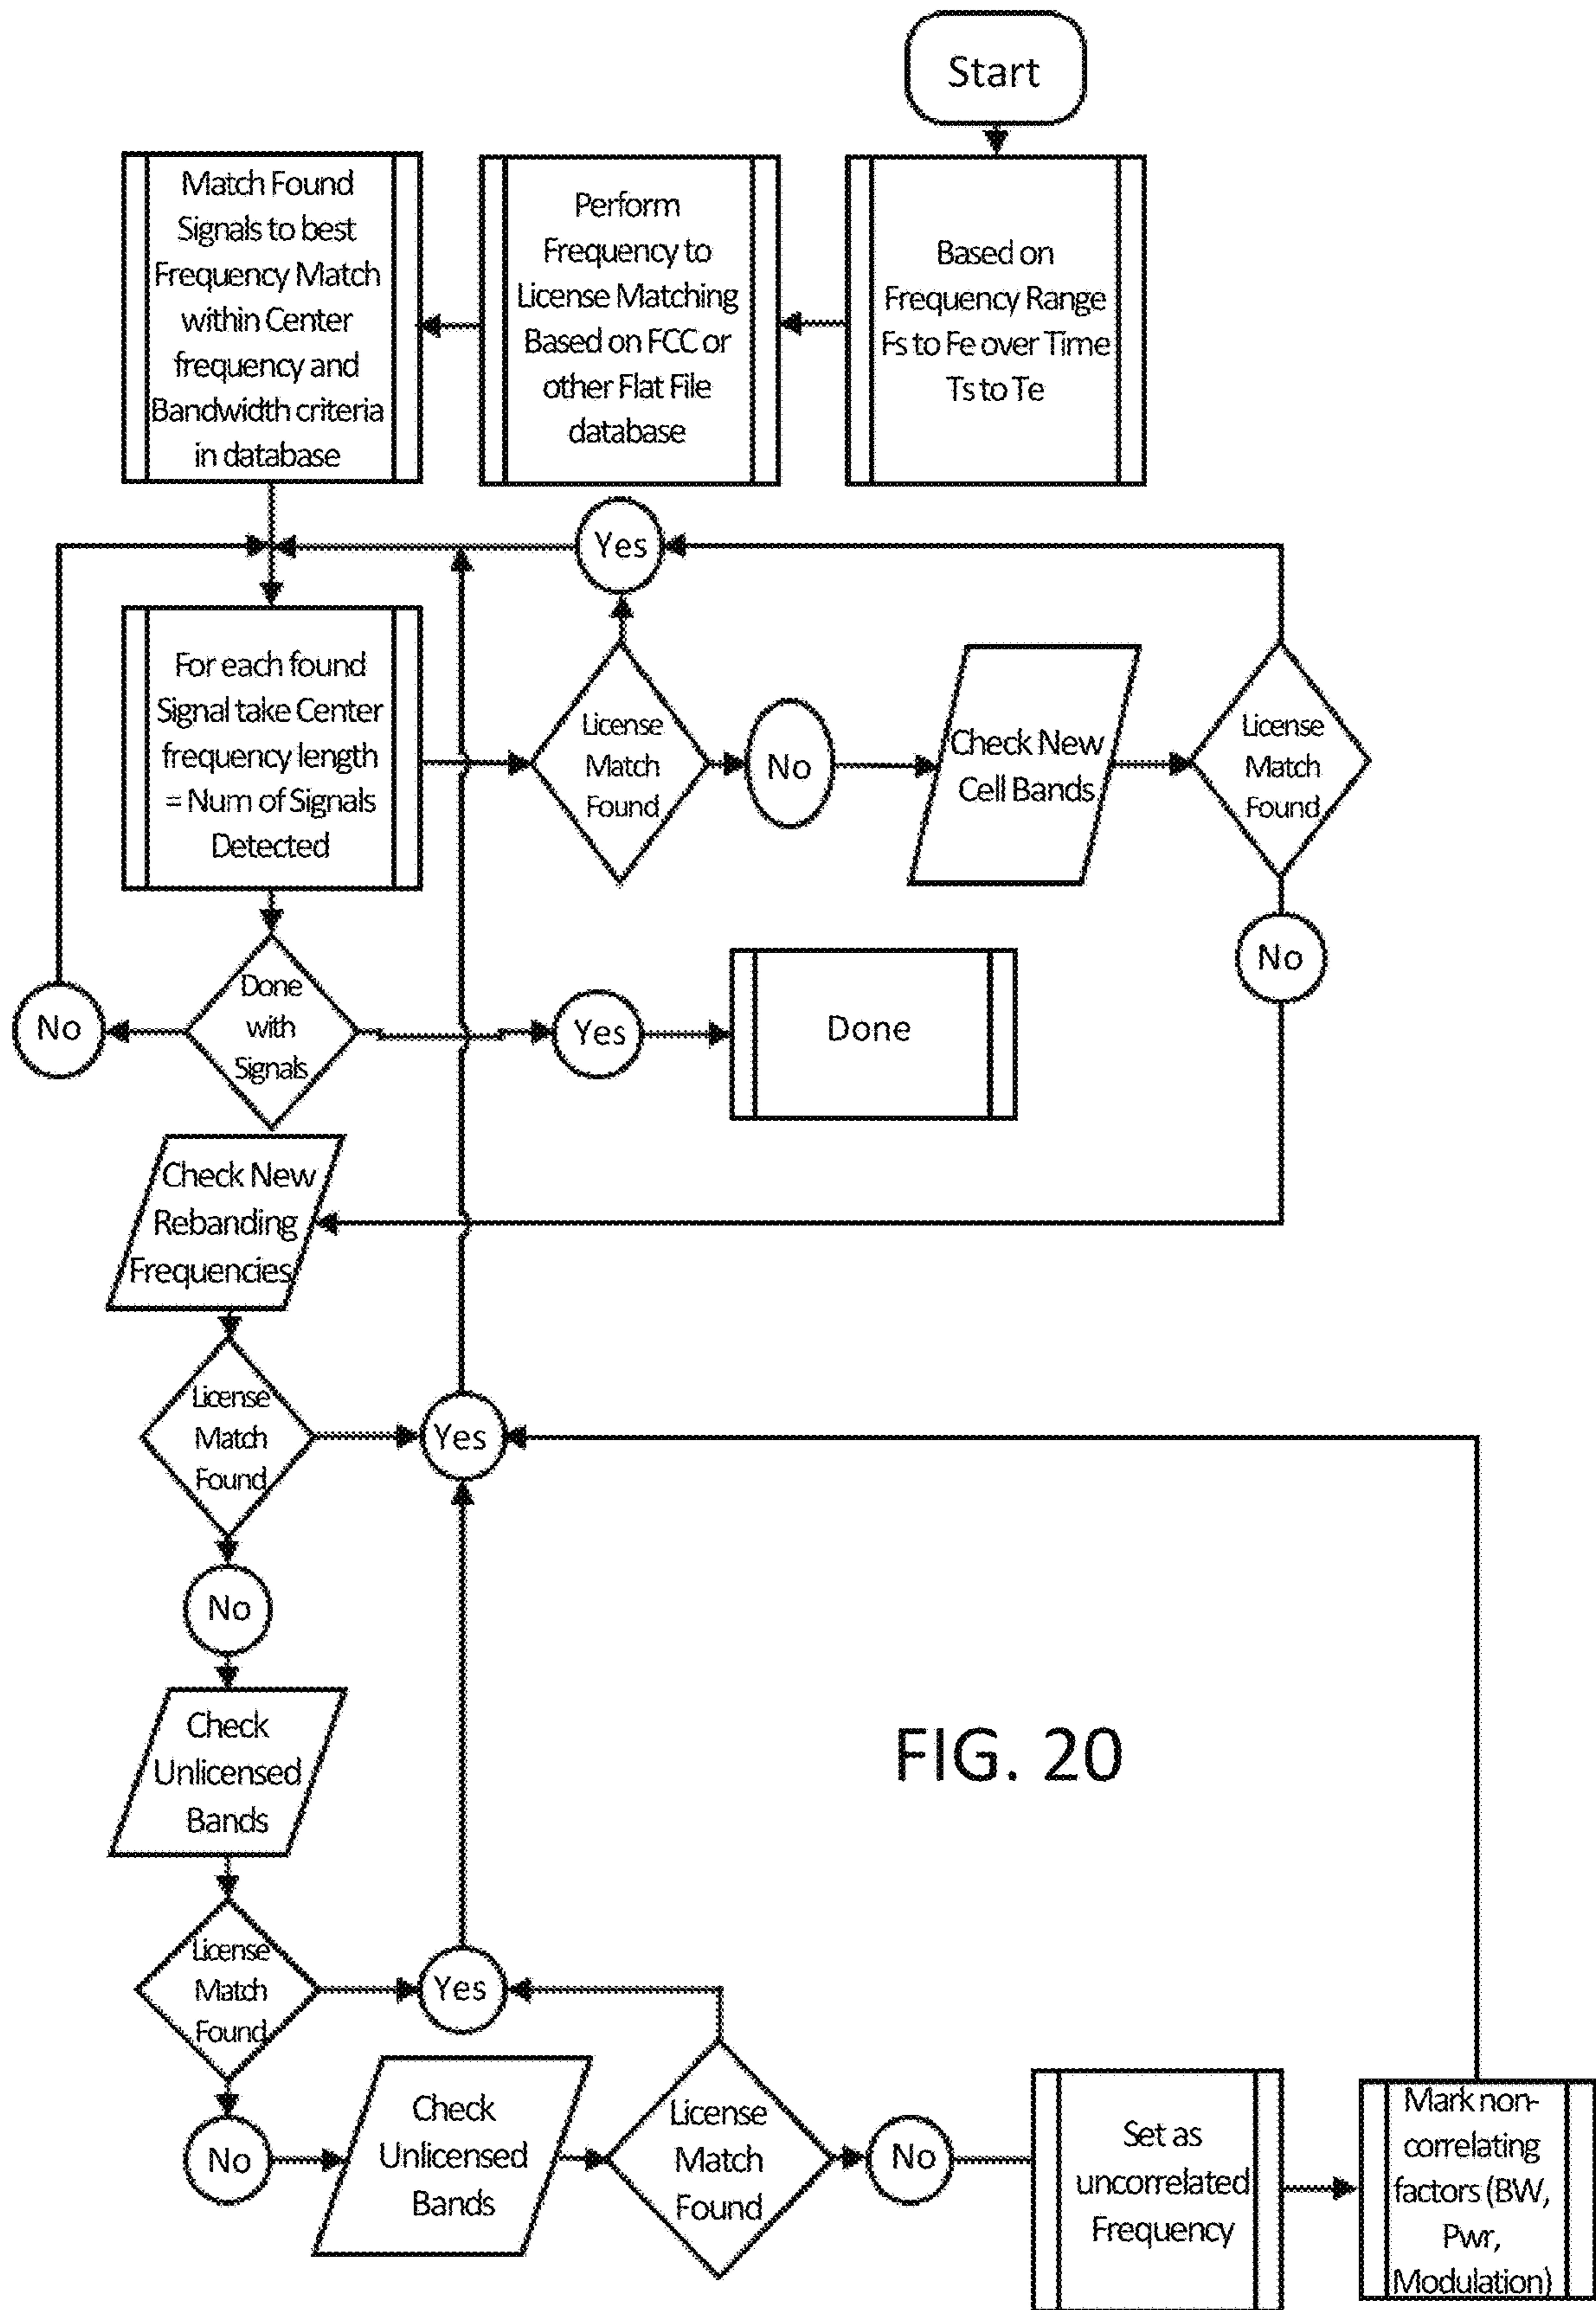 Start
Match Found
Signals to best
Frequency Match
within Center
frequency and
Bandwidth criteria
in database
Perform
Frequency to
License Matching
Based on FCC or
other Flat File
database
Based on
Frequency Range
Fs to Fe over Time
Ts to Te
Yes
For each found
Signal take Center
frequency length
= Num of Signals
Detected
License
Match
Found
No
Check New
Cell Bands
License
Match
Found
No
Done
with
Signals
No
Yes
Done
Check New
Rebanding
Frequencies
License
Match
Found
Yes
No
Check
Unlicensed
Bands
FIG. 20
License
Match
Found
Yes
No
Check
Unlicensed
Bands
License
Match
Found
No
Set as
uncorrelated
Frequency
Mark non-
correlating
factors (BW,
Pwr,
Modulation)